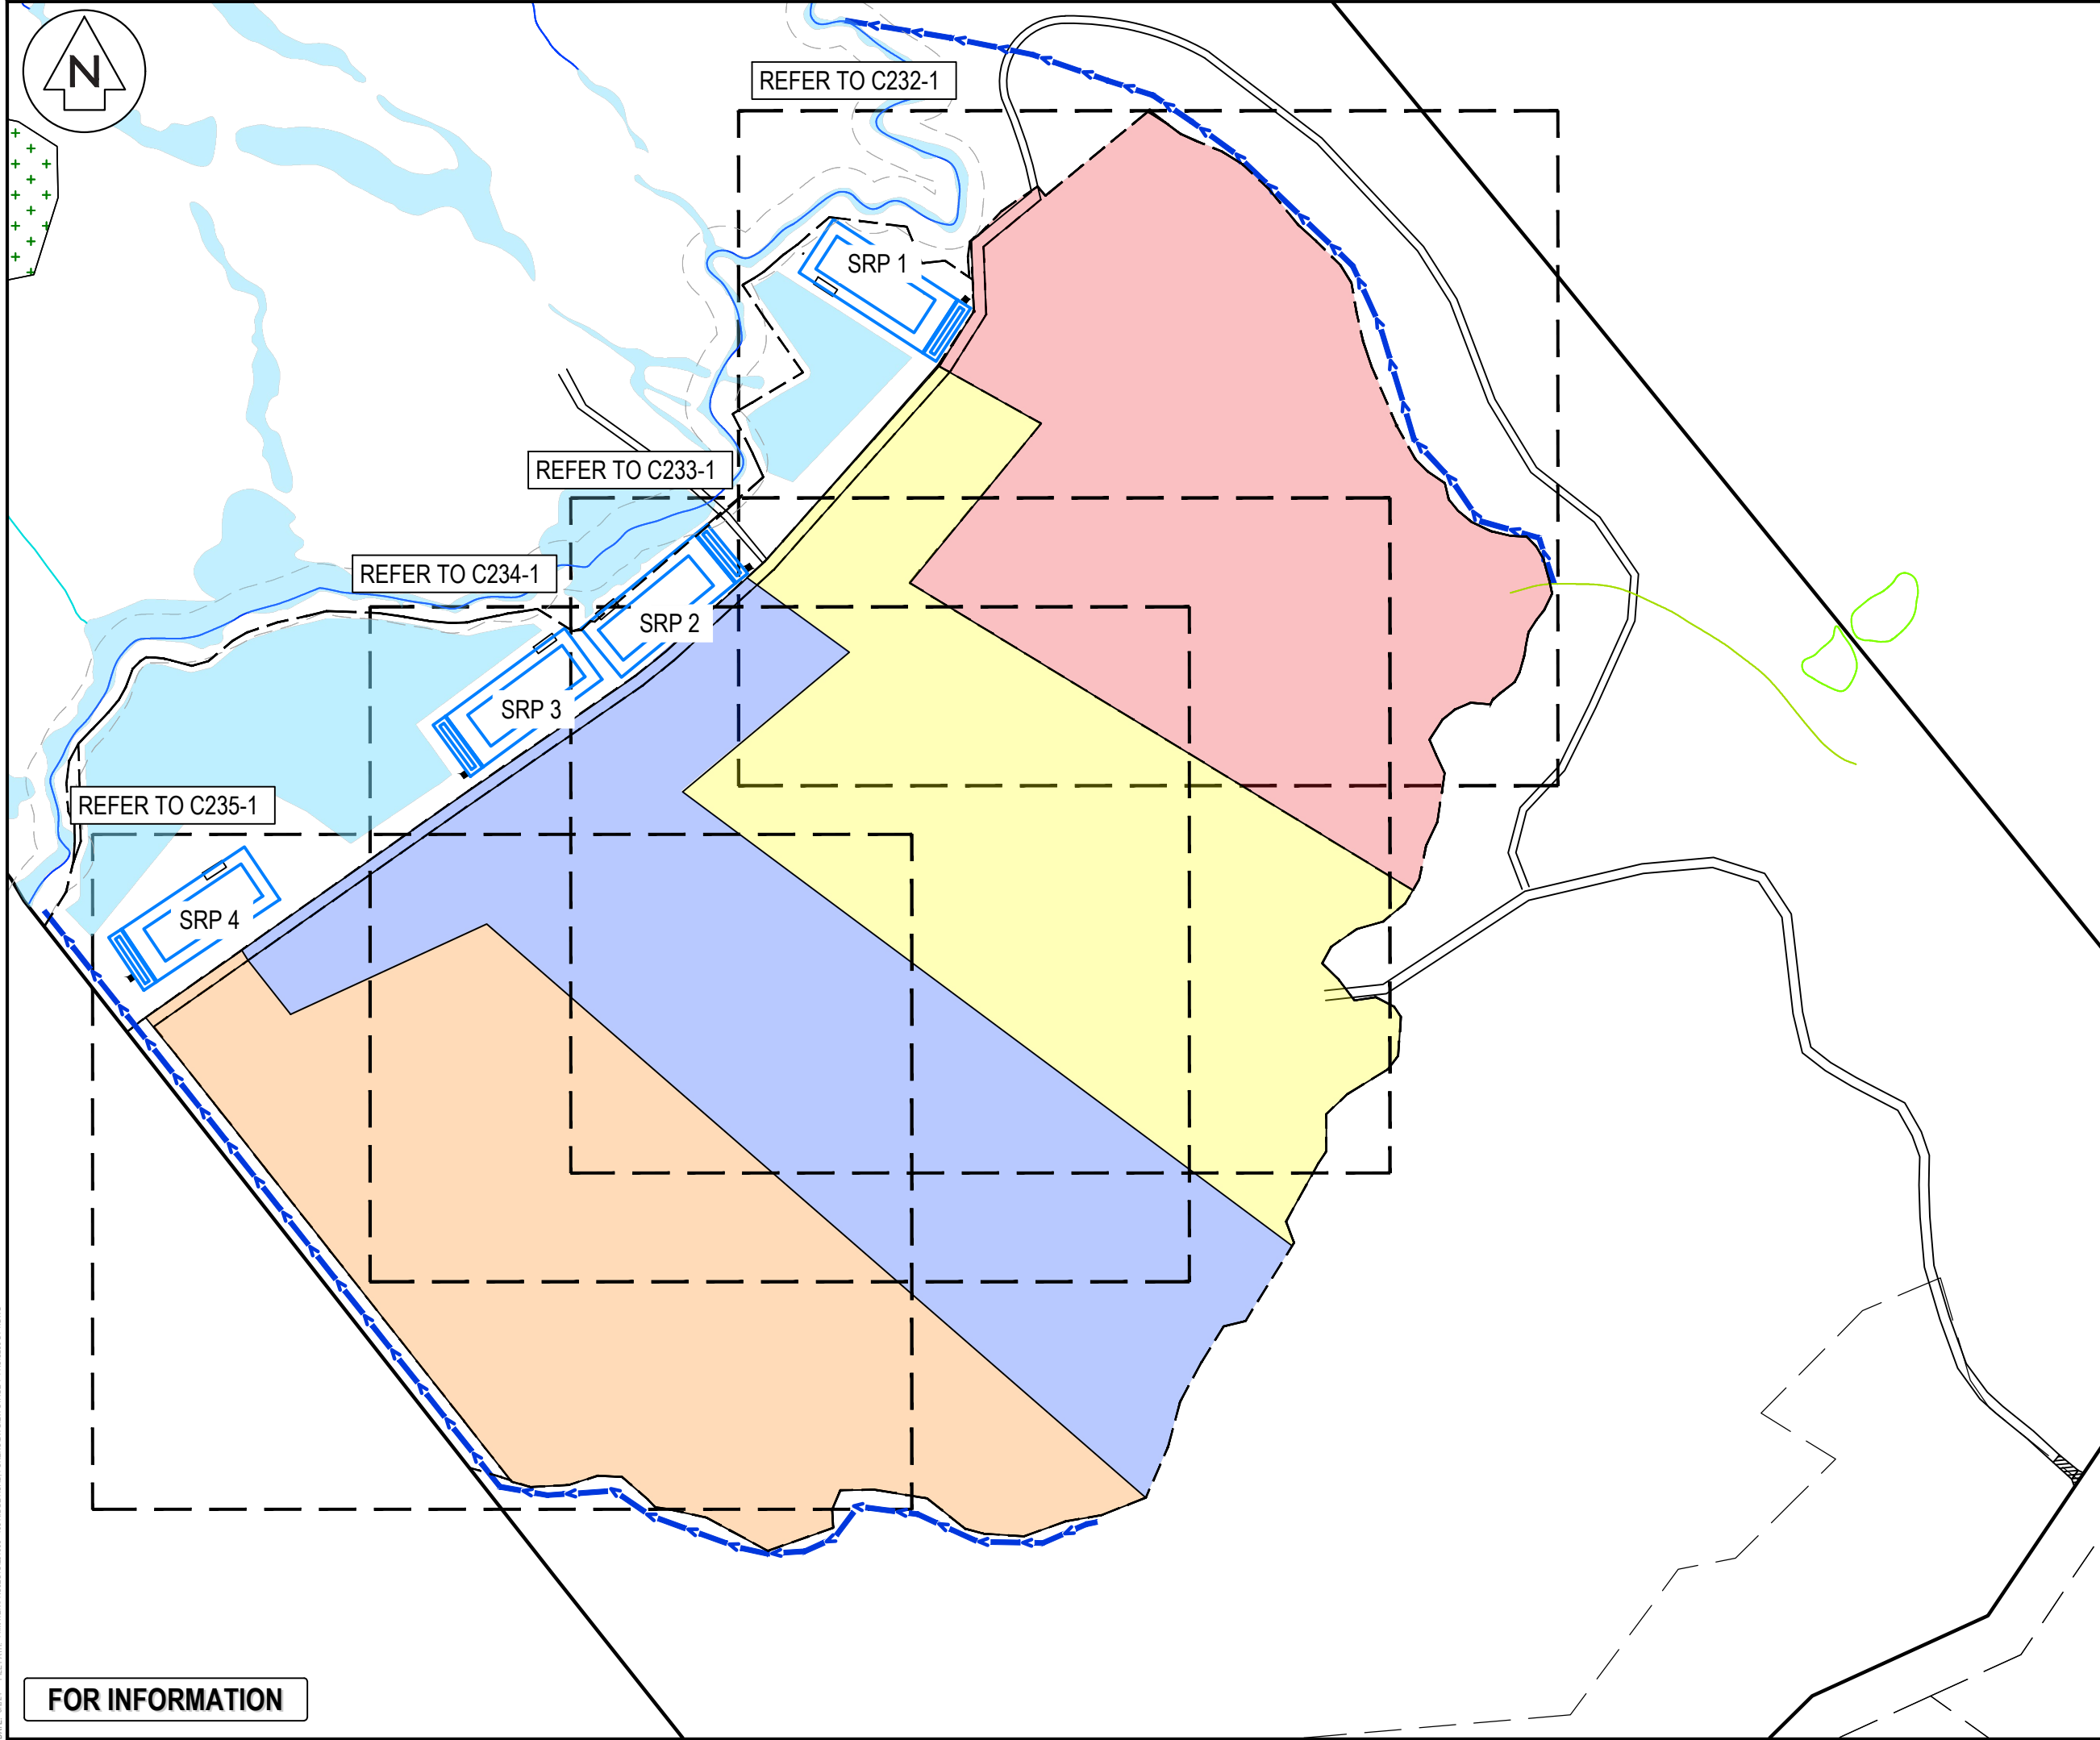 N
REFER TO C232-1
SRP 1
REFER TO C233-1
REFER TO C234-1
SRP 2
SRP 3
REFER TO C235-1
SRP 4
FOR INFORMATION